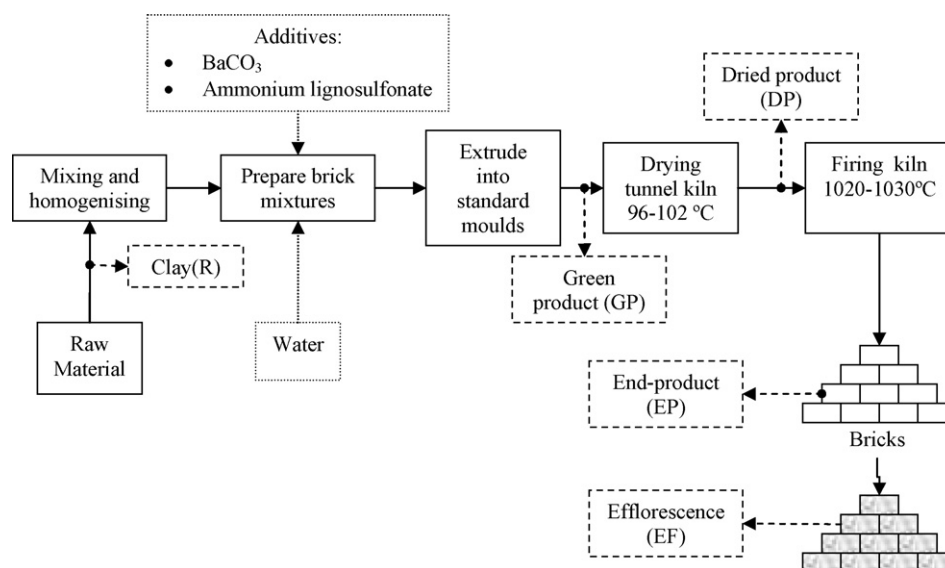 Additives:
• BaCO₃
• Ammonium lignosulfonate
Dried product
(DP)
Mixing and
homogenising
Prepare brick
mixtures
Extrude
into
standard
moulds
Drying
tunnel kiln
96-102 ºC
Firing kiln
1020-1030ºC
Clay(R)
Green
product (GP)
Raw
Material
Water
End-product
(EP)
Bricks
Efflorescence
(EF)